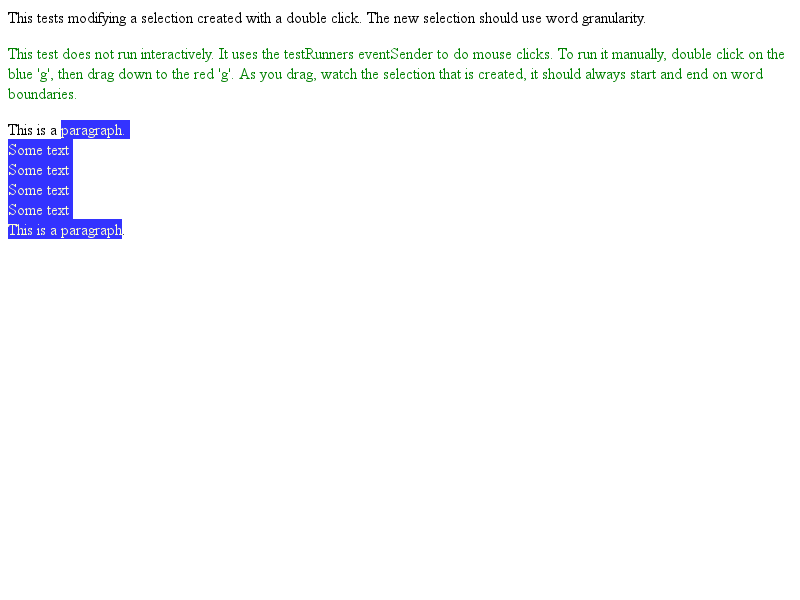 This tests modifying a selection created with a double click. The new selection should use word granularity.
This test does not run interactively. It uses the testRunners eventSender to do mouse clicks. To run it manually, double click on the
blue 'g', then drag down to the red 'g'. As you drag, watch the selection that is created, it should always start and end on word
boundaries.
This is a paragraph.
Some text
Some text
Some text
Some text
This is a paragraph.